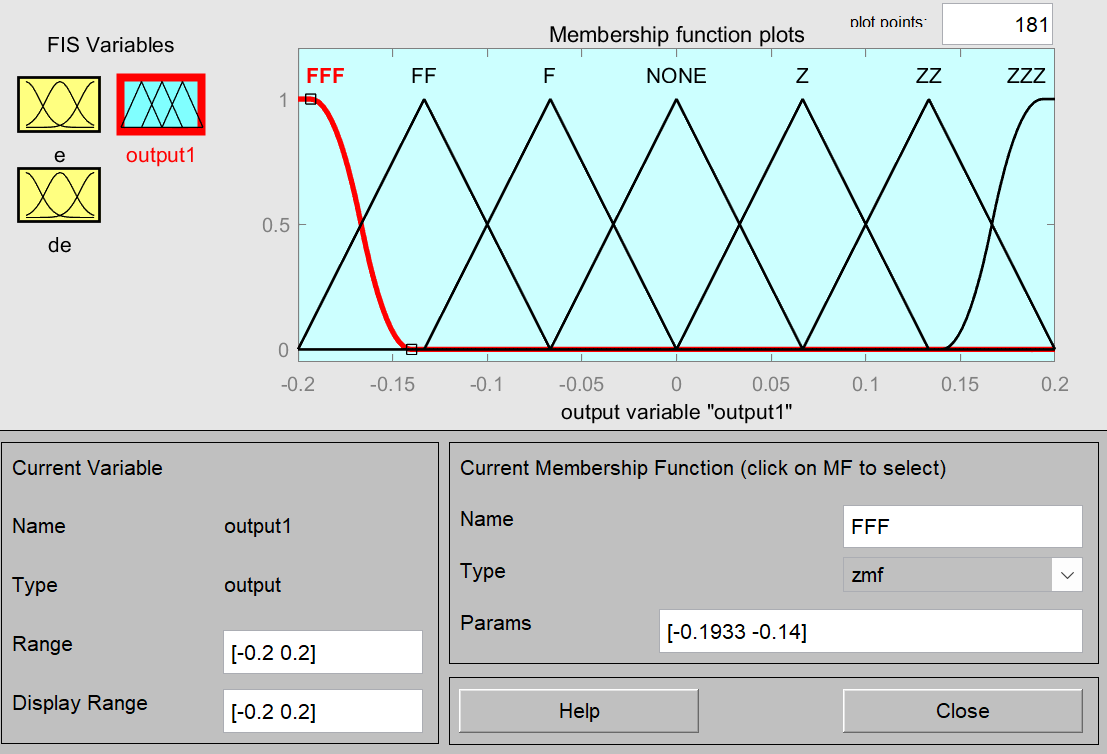 FIS Variables
e
output1
de
Membership function plots
plot points:
181
FFF FF F NONE Z ZZ ZZZ
1
0.5
0
-0.2 -0.15 -0.1 -0.05 0 0.05 0.1 0.15 0.2
output variable "output1"
Current Variable
Name output1
Type output
Range [-0.2 0.2]
Display Range [-0.2 0.2]
Current Membership Function (click on MF to select)
Name FFF
Type zmf
Params [-0.1933 -0.14]
Help Close